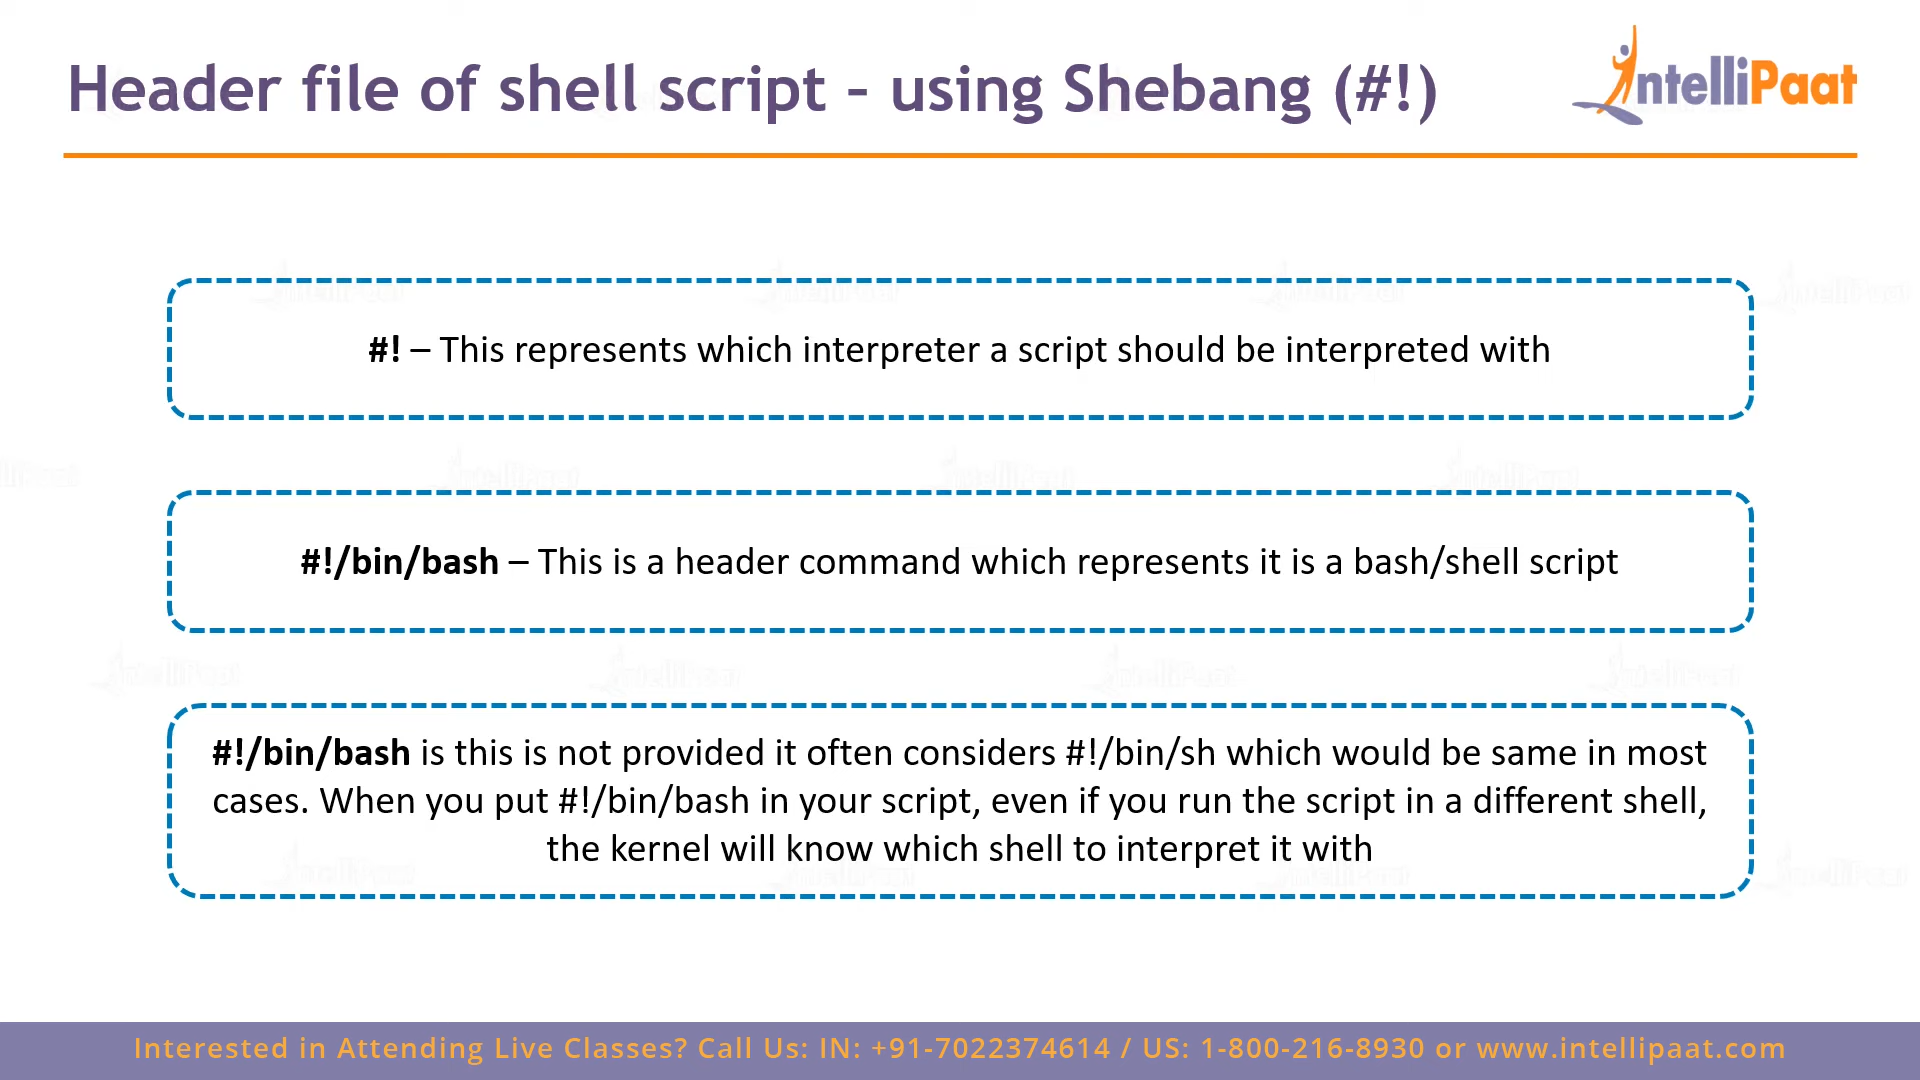 Header file of shell script – using Shebang (#!)
IntelliPaat
#! – This represents which interpreter a script should be interpreted with
#!/bin/bash – This is a header command which represents it is a bash/shell script
#!/bin/bash is this is not provided it often considers #!/bin/sh which would be same in most
cases. When you put #!/bin/bash in your script, even if you run the script in a different shell,
the kernel will know which shell to interpret it with
Interested in Attending Live Classes? Call Us: IN: +91-7022374614 / US: 1-800-216-8930 or www.intellipaat.com